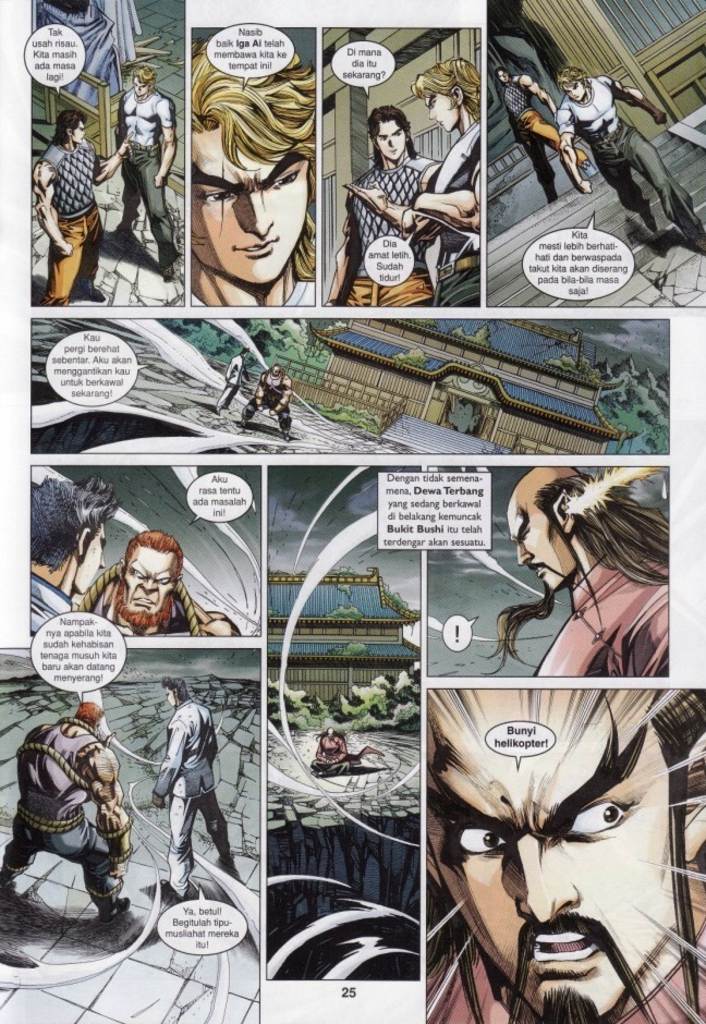 Tak
usah risau.
Kita masih
ada masa
lagi!
Nasib
baik Iga Ai telah
membawa kita ke
tempat ini!
Di mana
dia itu
sekarang?
Dia
amat letih.
Sudah
tidur!
Kita
mesti lebih berhati-
hati dan berwaspada
takut kita akan diserang
pada bila-bila masa
saja!
Kau
pergi berehat
sebentar. Aku akan
menggantikan kau
untuk berkawal
sekarang!
Aku
rasa tentu
ada masalah
ini!
Nampak-
nya apabila kita
sudah kehabisan
tenaga musuh kita
baru akan datang
menyerang!
Ya, betul!
Begitulah tipu-
musliahat mereka
itu!
Dengan tidak semena-
mena, Dewa Terbang
yang sedang berkawal
di belakang kemuncak
Bukit Bushi itu telah
terdengar akan sesuatu.
!
Bunyi
helikopter!
25